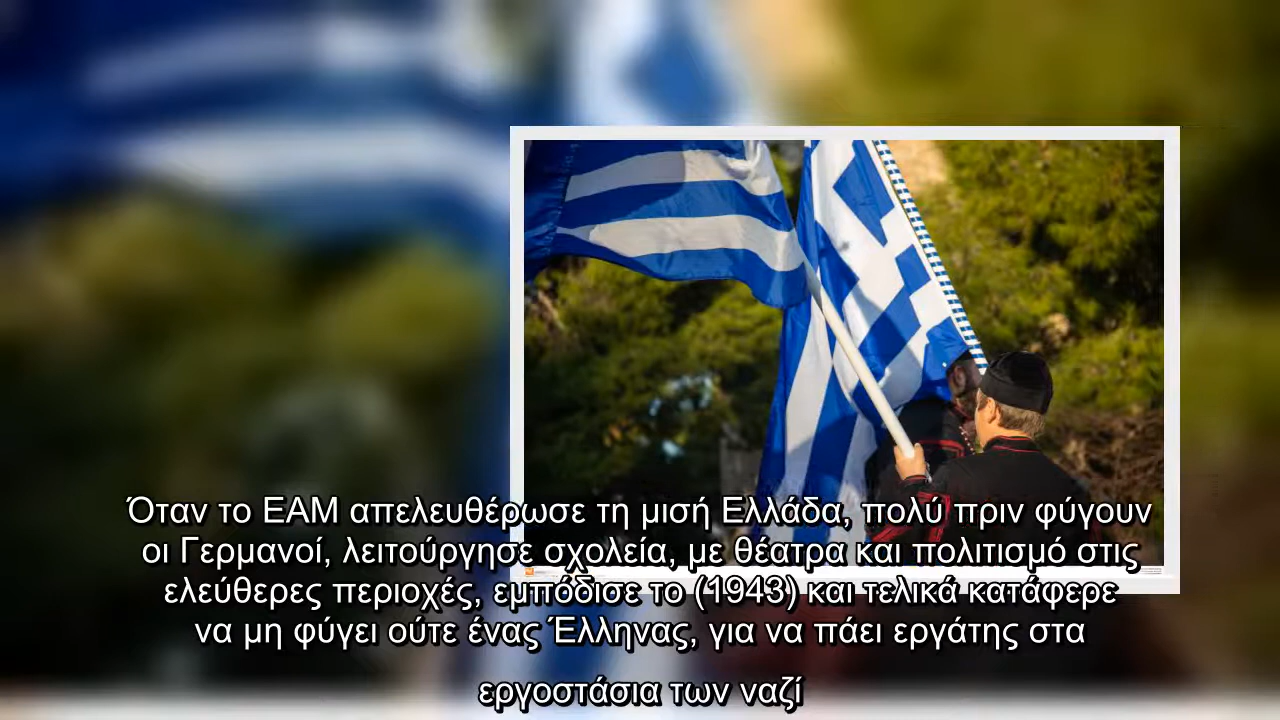 Όταν το ΕΑΜ απελευθέρωσε τη μισή Ελλάδα, πολύ πριν φύγουν
οι Γερμανοί, λειτούργησε σχολεία, με θέατρα και πολιτισμό στις
ελεύθερες περιοχές, εμπόδισε το (1943) και τελικά κατάφερε
να μη φύγει ούτε ένας Έλληνας, για να πάει εργάτης στα
εργοστάσια των ναζί